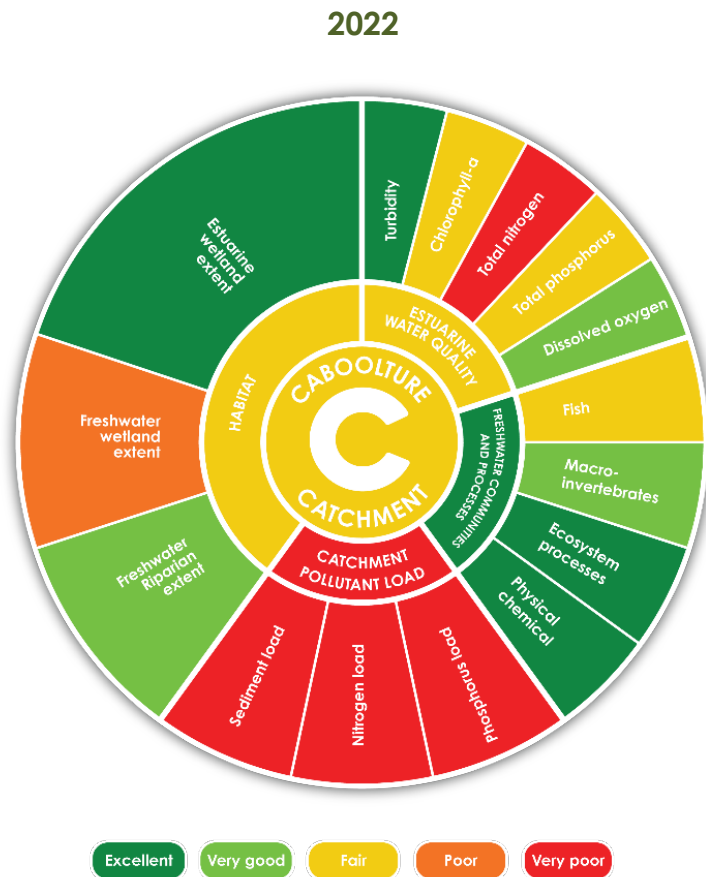 2022
Turbidity
Chlorophyll-a
Total nitrogen
Total phosphorus
Dissolved oxygen
Fish
Macro-
invertebrates
Ecosystem
processes
Physical
chemical
Phosphorus load
Nitrogen load
Sediment load
Freshwater
Riparian
extent
Freshwater
wetland
extent
Estuarine
wetland
extent
ESTUARINE
WATER QUALITY
FRESHWATER COMMUNITIES
AND PROCESSES
CATCHMENT
POLLUTANT LOAD
HABITAT
CABOOLTURE
C
CATCHMENT
Excellent
Very good
Fair
Poor
Very poor